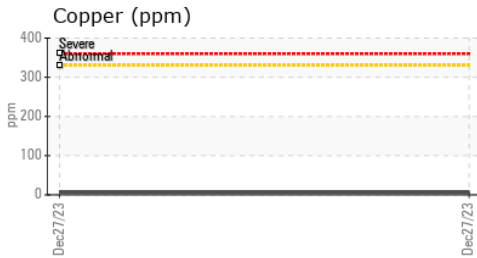 Copper (ppm)
400
Severe
Abnormal
300
ppm
200
100
0
Dec27/23
Dec27/23